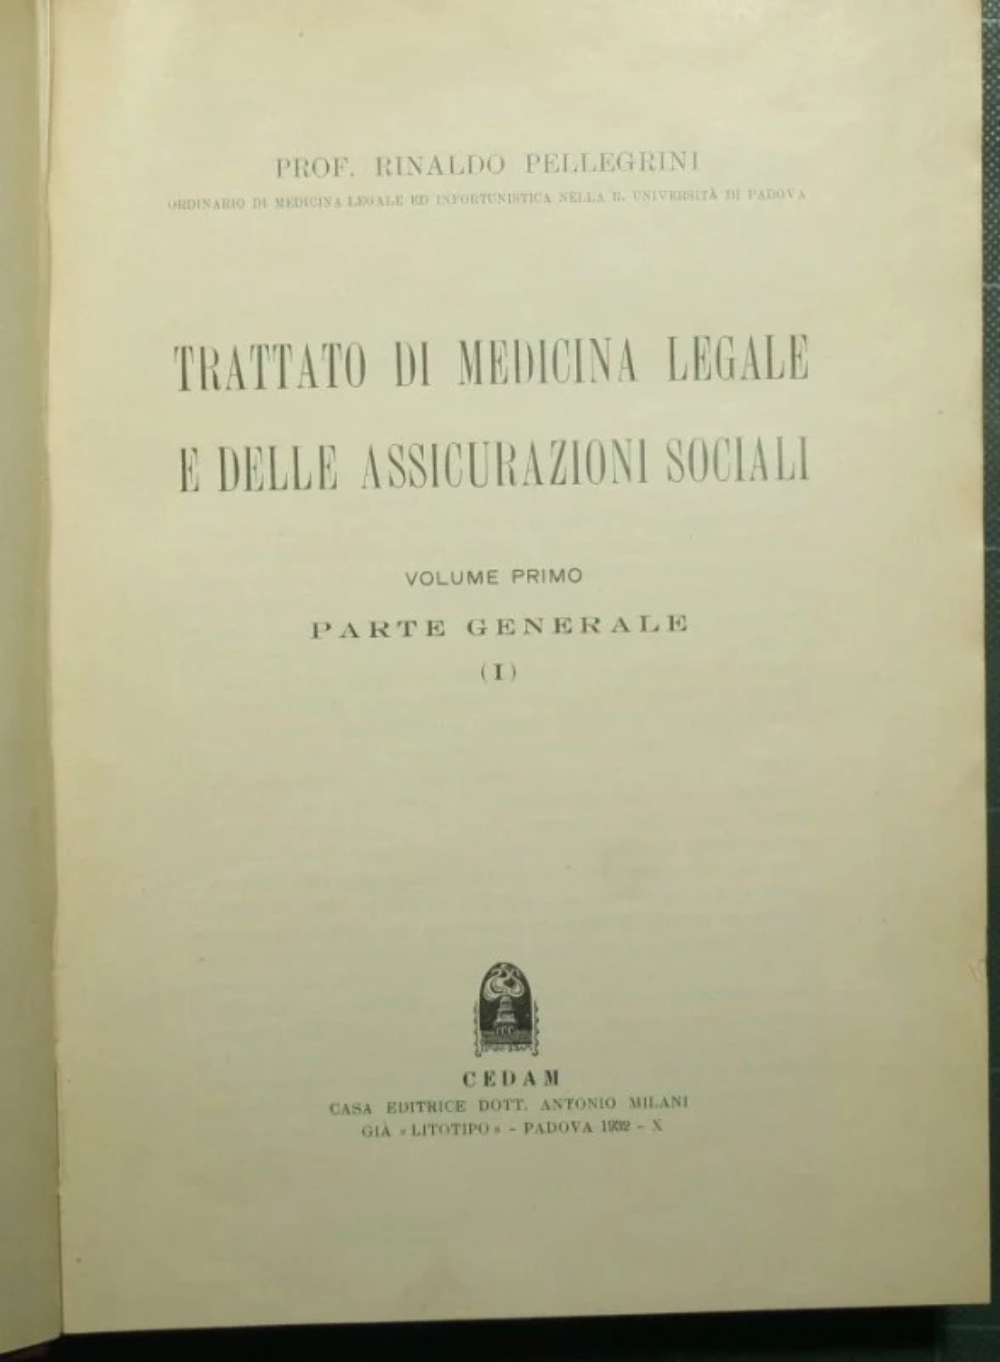 PROF. RINALDO PELLEGRINI
ORDINARIO DI MEDICINA LEGALE ED INFORTUNISTICA NELLA R. UNIVERSITÀ DI PADOVA
TRATTATO DI MEDICINA LEGALE
E DELLE ASSICURAZIONI SOCIALI
VOLUME PRIMO
PARTE GENERALE
(I)
CEDAM
CASA EDITRICE DOTT. ANTONIO MILANI
GIÀ «LITOTIPO» - PADOVA 1932 - X